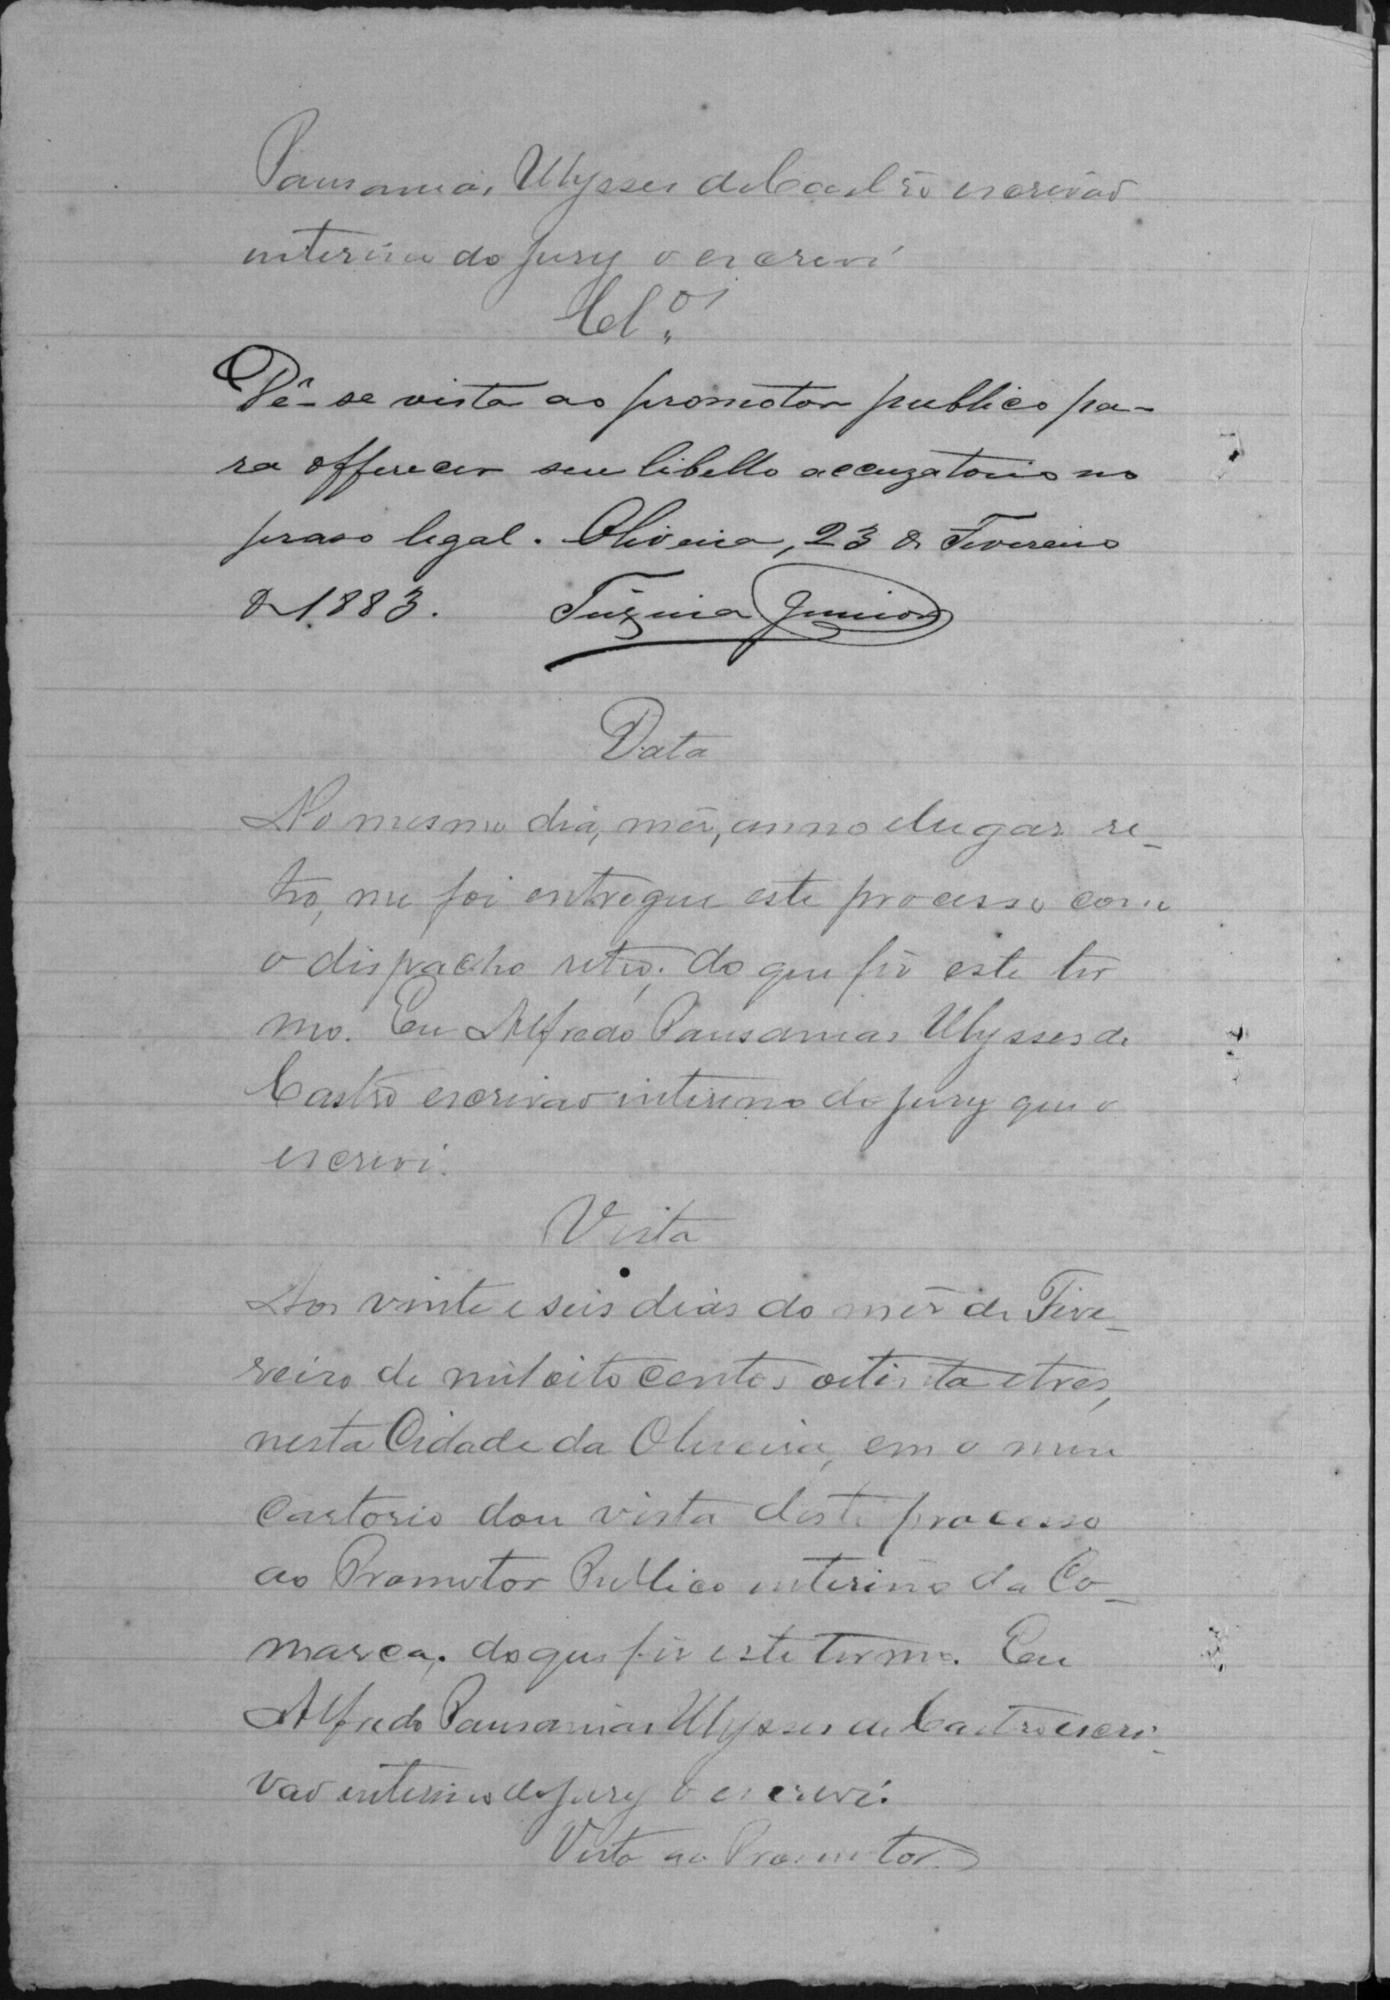 Pausanias Ulysses de Castro escrivão
interino do jury o escrevi
Cl.os
Dê-se vista ao promotor publico pa-
ra offerecer seu libello accuzatorio no
praso legal. Oliveira, 23 de Fevereiro
de 1883. Junior
Data
No mesmo dia, mês, anno e lugar re-
tro, me foi entregue este processo com
o dispacho retro; do que fiz este ter
mo. Eu Alfredo Pausanias Ulysses de
Castro escrivão interino do jury que o
escrevi.
Vista
Aos vinte e seis dias do mês de Feve-
reiro de mil oito centos oitenta e tres,
nesta Cidade da Oliveira, em o meu
cartorio dou vista deste processo
ao Promotor Publico interino da Co-
marca; do que fiz este termo. Eu
Alfredo Pausanias Ulysses de Castro escri-
vão interino do jury o escrevi.
Vista ao Promotor